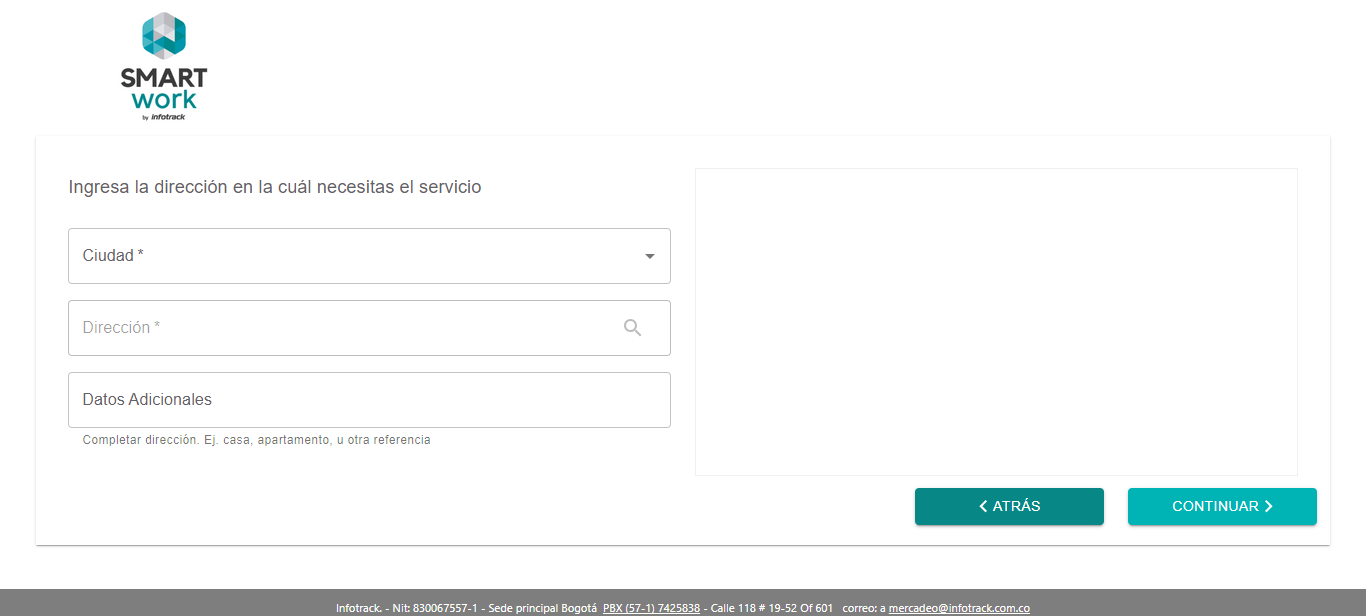 SMART
work
by infotrack
Ingresa la dirección en la cuál necesitas el servicio
Ciudad *
Dirección *
Datos Adicionales
Completar dirección. Ej. casa, apartamento, u otra referencia
ATRÁS
CONTINUAR
Infotrack. - Nit: 830067557-1 - Sede principal Bogotá PBX (57-1) 7425838 - Calle 118 # 19-52 Of 601 correo: a mercadeo@infotrack.com.co